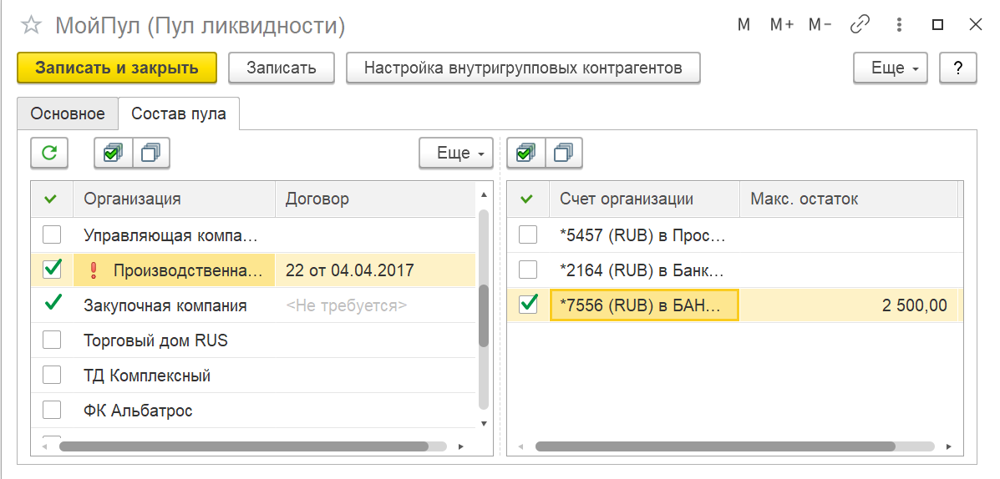 МойПул (Пул ликвидности)
M M+ M-
Записать и закрыть Записать Настройка внутригрупповых контрагентов Еще ?
Основное Состав пула
Еще
Организация Договор Счет организации Макс. остаток
Управляющая компа... *5457 (RUB) в Прос...
Производственна... 22 от 04.04.2017 *2164 (RUB) в Банк...
Закупочная компания <Не требуется> *7556 (RUB) в БАН... 2 500,00
Торговый дом RUS
ТД Комплексный
ФК Альбатрос